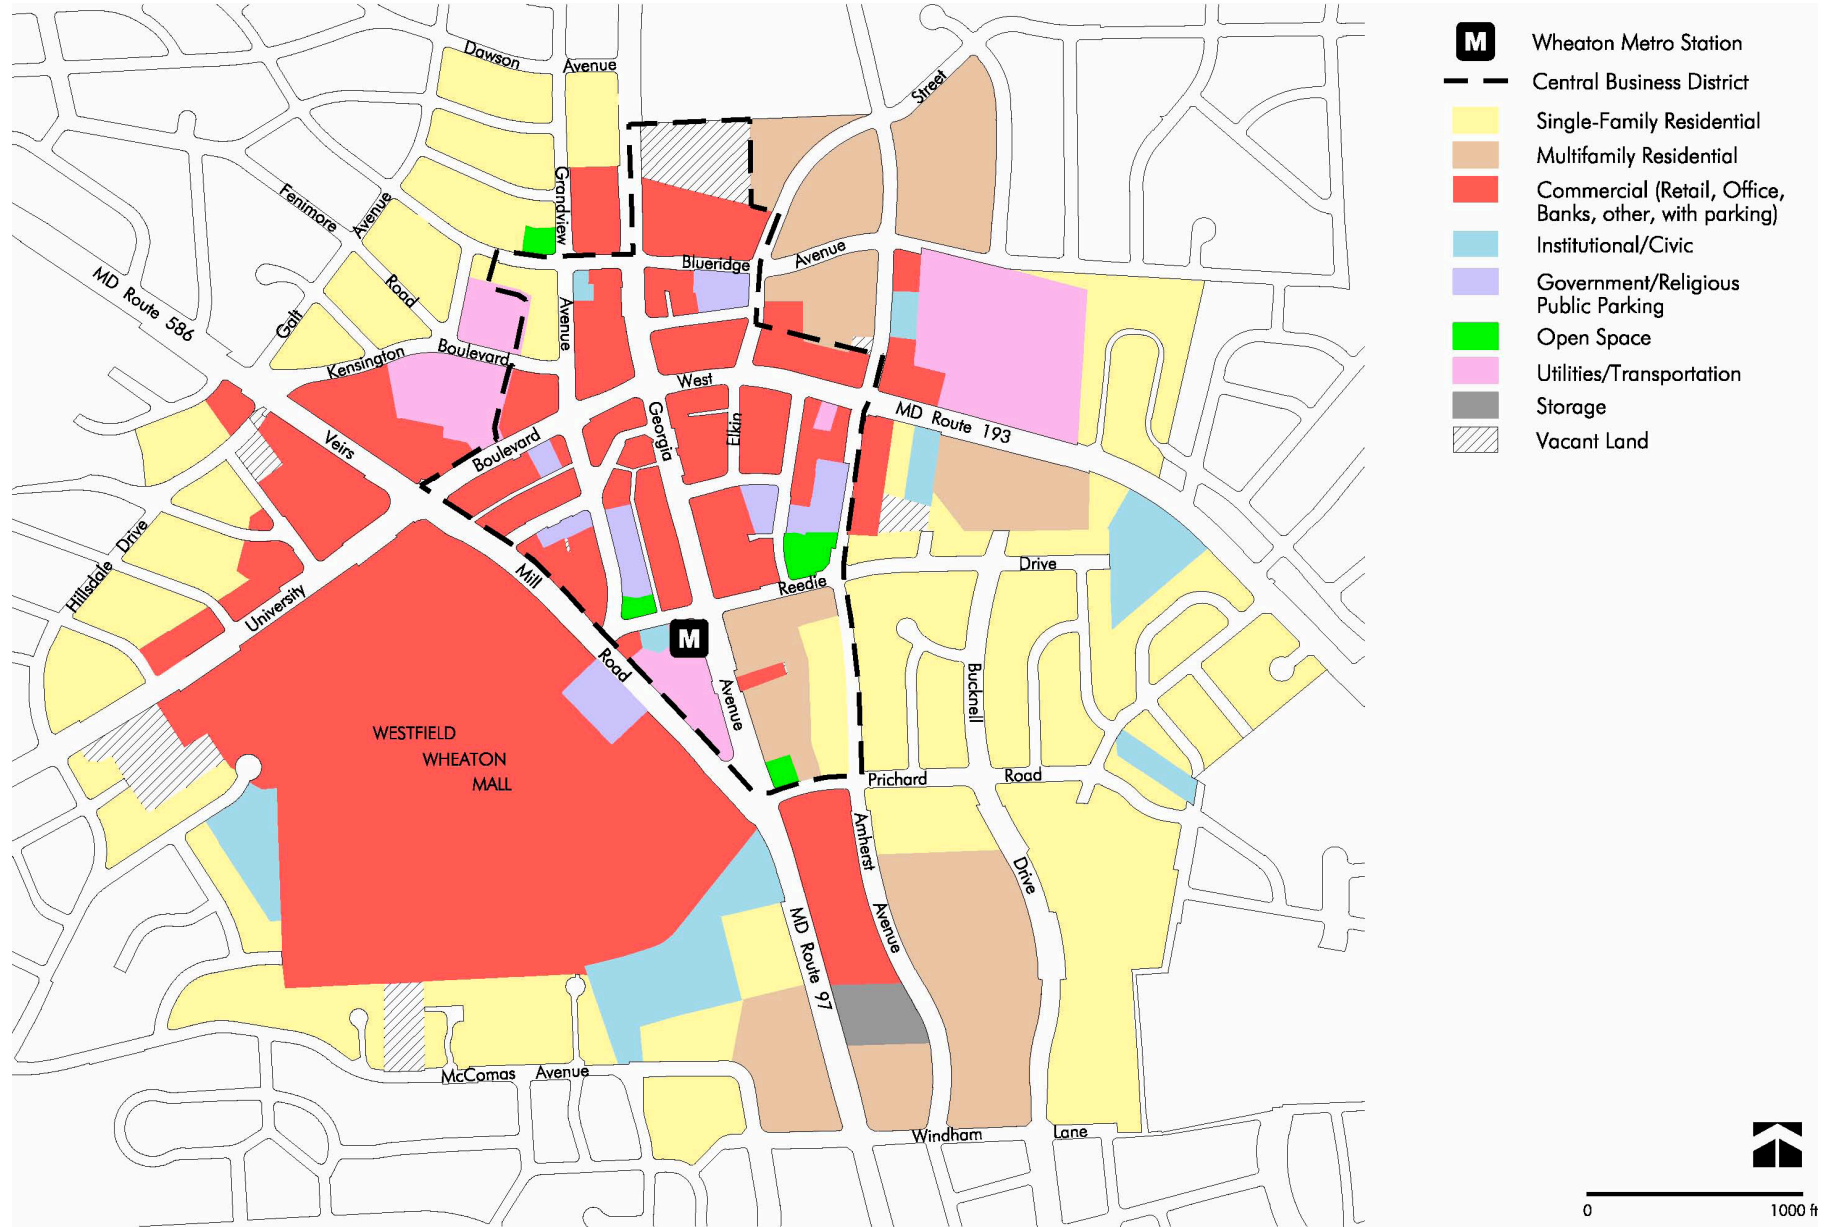 Dawson
Avenue
Street
Grandview
Fenimore
Avenue
MD Route 586
Galt
Road
Blueridge
Avenue
Avenue
Kensington
Boulevard
West
MD Route 193
Veirs
Boulevard
Georgia
Elkin
Hillsdale
Drive
University
Mill
Reedie
Drive
M
Road
Avenue
Bucknell
WESTFIELD
WHEATON
MALL
Prichard
Road
Amherst
Drive
Avenue
MD Route 97
McComas
Avenue
Windham
Lane
M
Wheaton Metro Station
Central Business District
Single-Family Residential
Multifamily Residential
Commercial (Retail, Office,
Banks, other, with parking)
Institutional/Civic
Government/Religious
Public Parking
Open Space
Utilities/Transportation
Storage
Vacant Land
0
1000 ft